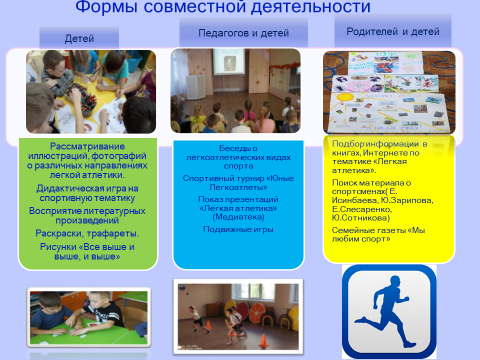 Формы совместной деятельности
Детей
Педагогов и детей
Родителей и детей
Рассматривание
иллюстраций, фотографий
о различных направлениях
легкой атлетики.
Дидактическая игра на
спортивную тематику
Восприятие литературных
произведений
Раскраски, трафареты.
Рисунки «Все выше и
выше, и выше»
Беседы о
легкоатлетических видах
спорта
Спортивный турнир «Юные
Легкоатлеты»
Показ презентаций
«Легкая атлетика»
(Медиатека)
Подвижные игры
Подбор информации в
книгах, Интернете по
тематике «Легкая
атлетика».
Поиск материала о
спортсменах( Е.
Исинбаева, Ю.Зарипова,
Е.Слесаренко,
Ю.Сотникова)
Семейные газеты «Мы
любим спорт»